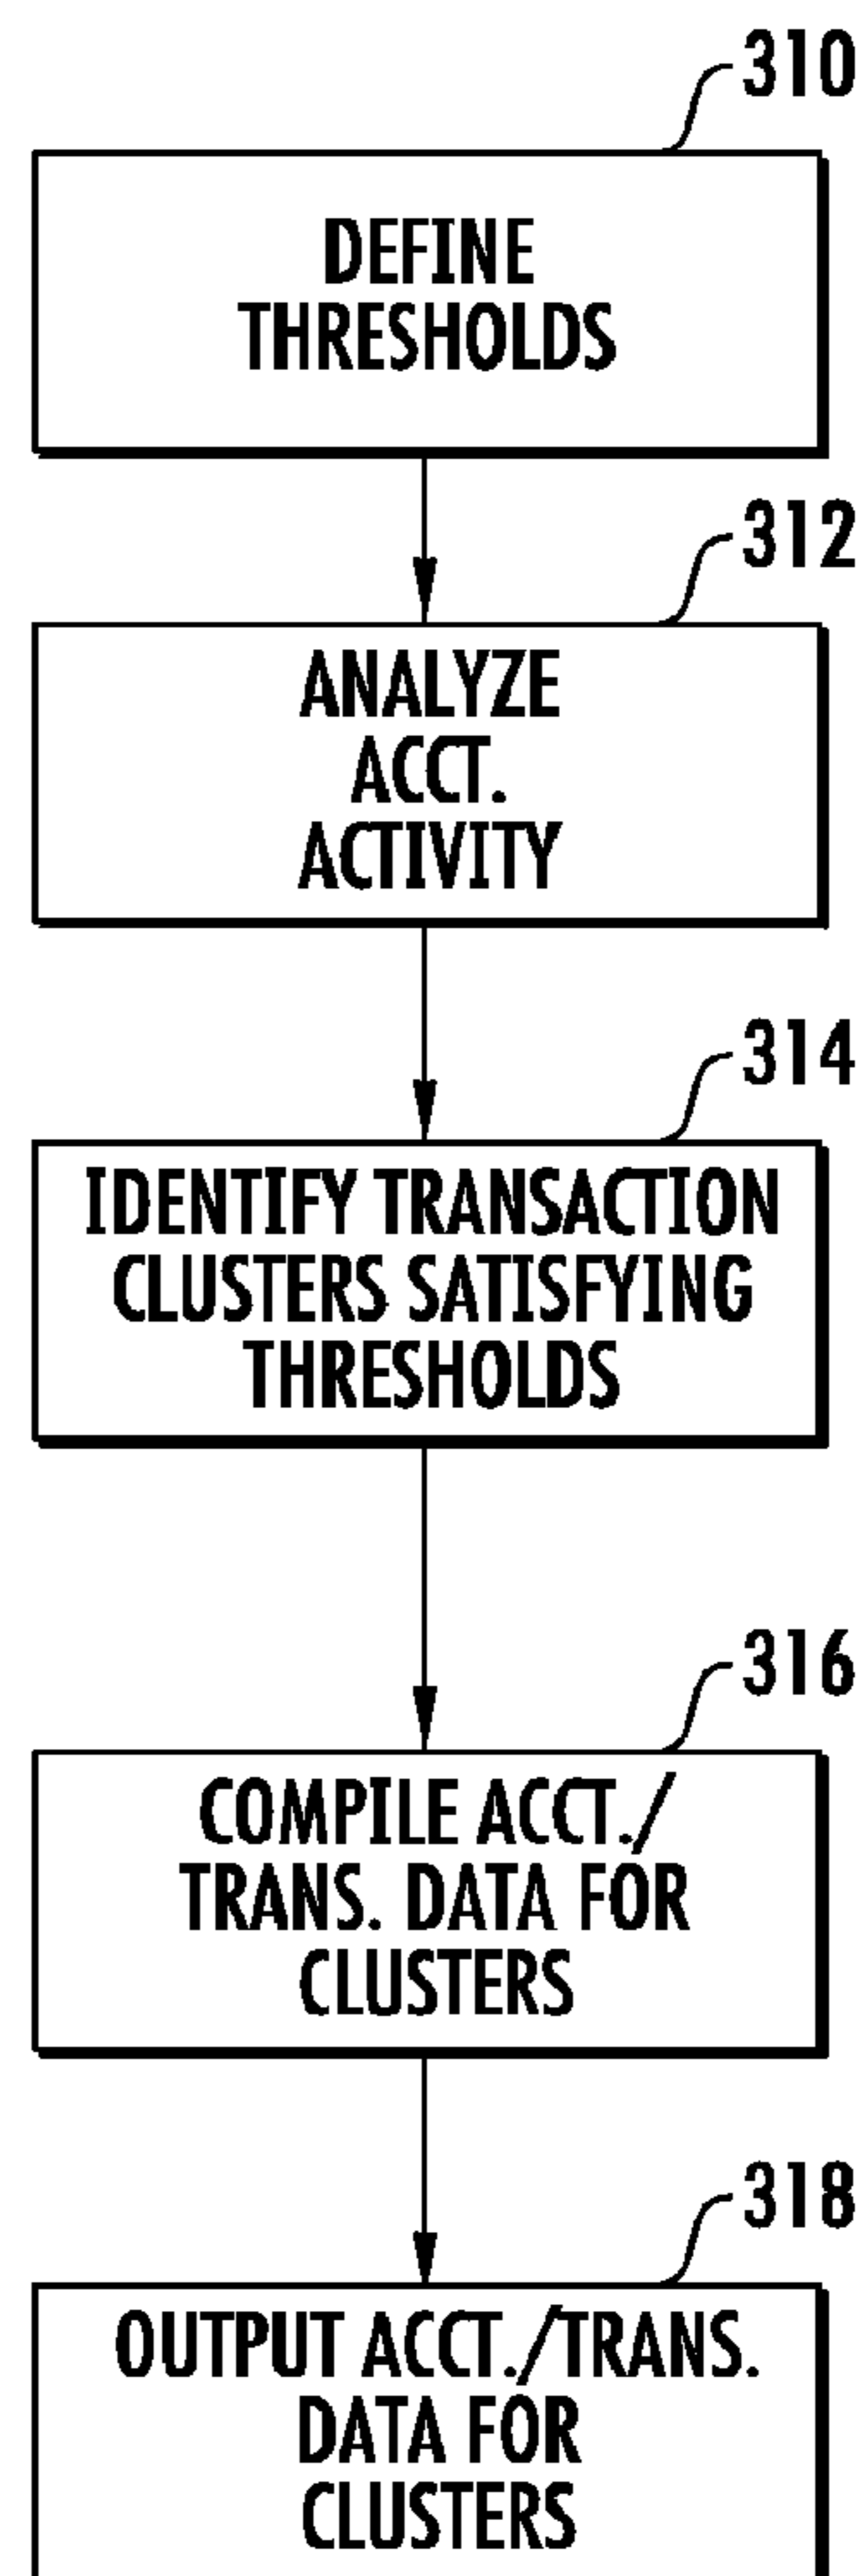 310
DEFINE
THRESHOLDS
312
ANALYZE
ACCT.
ACTIVITY
314
IDENTIFY TRANSACTION
CLUSTERS SATISFYING
THRESHOLDS
316
COMPILE ACCT./
TRANS. DATA FOR
CLUSTERS
318
OUTPUT ACCT./TRANS.
DATA FOR
CLUSTERS